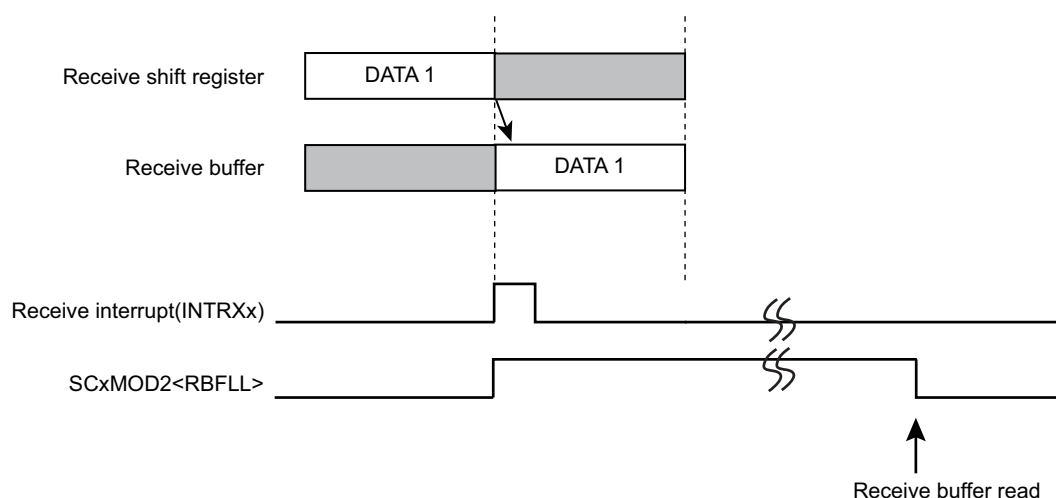 Receive shift register
DATA 1
Receive buffer
DATA 1
Receive interrupt(INTRXx)
SCxMOD2<RBFLL>
Receive buffer read